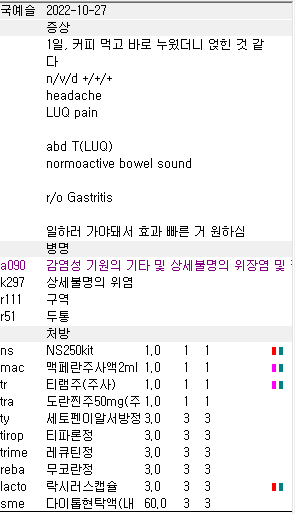 국예슬 2022-10-27
증상
1일, 커피 먹고 바로 누웠더니 얹힌 것 같
다
n/v/d +/+/+
headache
LUQ pain
abd T(LUQ)
normoactive bowel sound
r/o Gastritis
일하러 가야돼서 효과 빠른 거 원하심
병명
a090 감염성 기원의 기타 및 상세불명의 위장염 및
k297 상세불명의 위염
r111 구역
r51 두통
처방
ns NS250kit 1.0 1 1
mac 맥페란주사액2ml 1.0 1 1
tr 티램주(주사) 1.0 1 1
tra 도란찐주50mg(주 1.0 1 1
ty 세토펜이알서방정 3.0 3 3
tirop 티파론정 3.0 3 3
trime 레큐틴정 3.0 3 3
reba 무코란정 3.0 3 3
lacto 락시러스캡슐 3.0 3 3
sme 다이톱현탁액(내 60.0 3 3